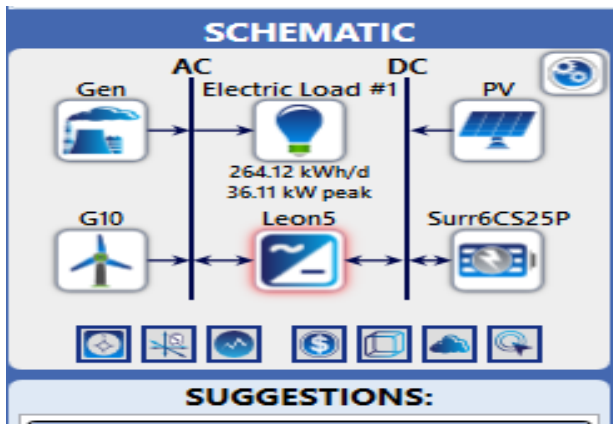 SCHEMATIC
AC DC
Gen Electric Load #1 PV
264.12 kWh/d
36.11 kW peak
G10 Leon5 Surr6CS25P
SUGGESTIONS: